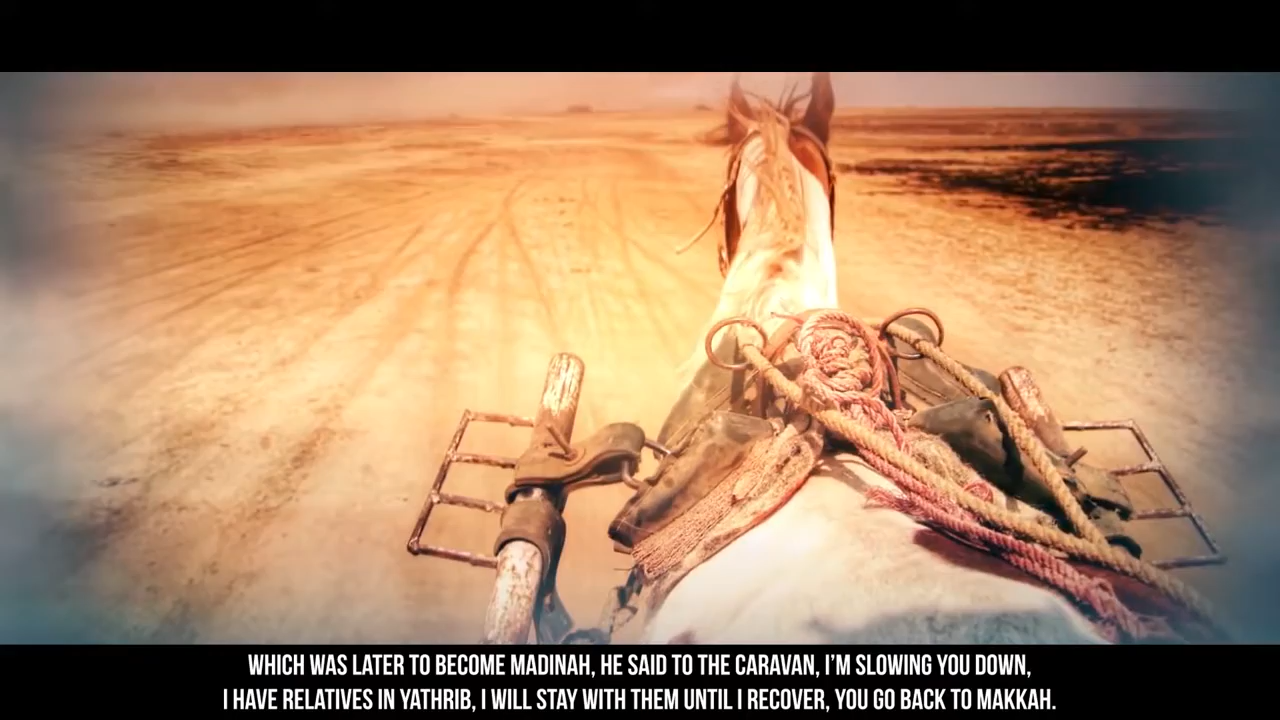 WHICH WAS LATER TO BECOME MADINAH, HE SAID TO THE CARAVAN, I'M SLOWING YOU DOWN,
I HAVE RELATIVES IN YATHRIB, I WILL STAY WITH THEM UNTIL I RECOVER, YOU GO BACK TO MAKKAH.